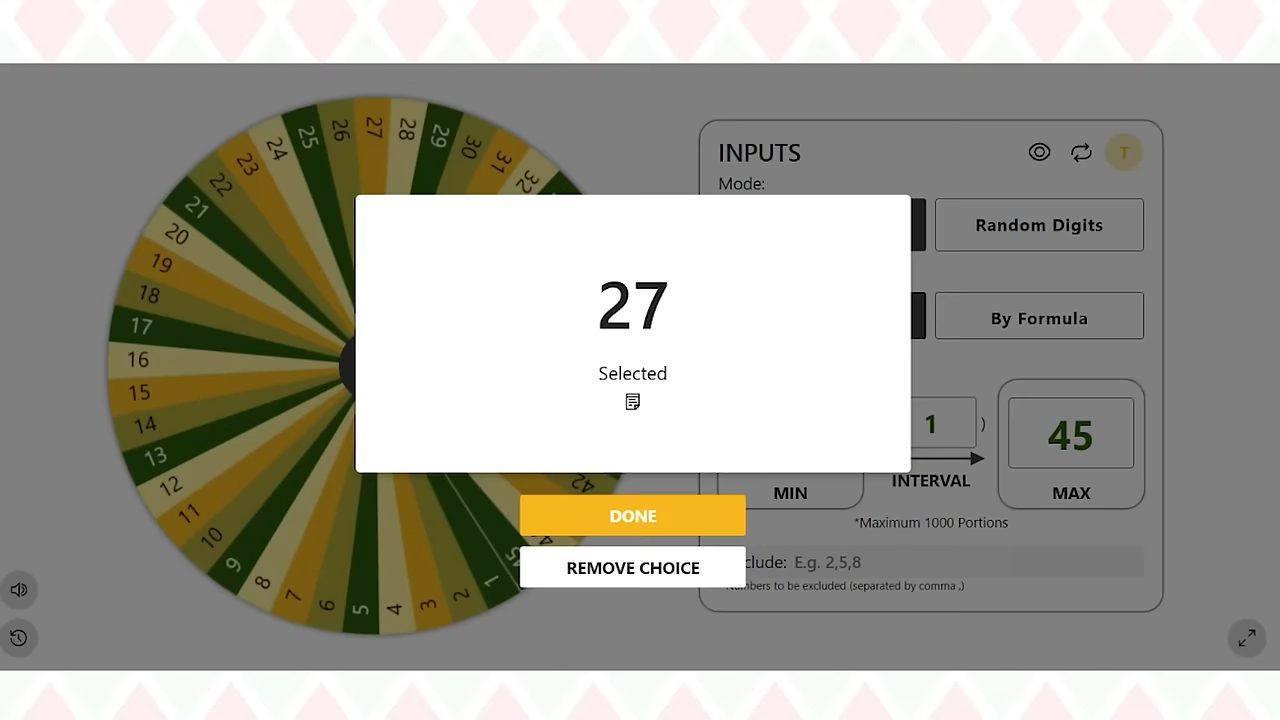 27
Selected
DONE
REMOVE CHOICE
INPUTS
T
Mode:
Random Digits
By Formula
1
)
45
MIN
INTERVAL
MAX
*Maximum 1000 Portions
E.g. 2,5,8
Numbers to be excluded (separated by comma ,)
1
2
3
4
5
6
7
8
9
10
11
12
13
14
15
16
17
18
19
20
21
22
23
24
25
26
27
28
29
30
31
32
42
45